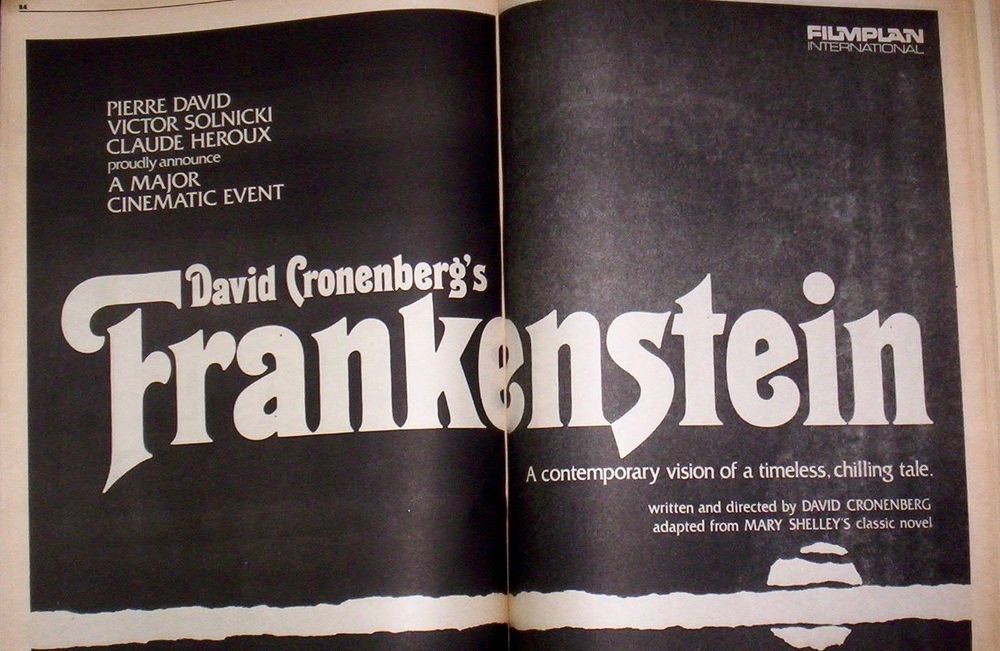 84
PIERRE DAVID
VICTOR SOLNICKI
CLAUDE HEROUX
proudly announce
A MAJOR
CINEMATIC EVENT
FILMPLAN
INTERNATIONAL
David Cronenberg's
Frankenstein
A contemporary vision of a timeless, chilling tale.
written and directed by DAVID CRONENBERG
adapted from MARY SHELLEY'S classic novel